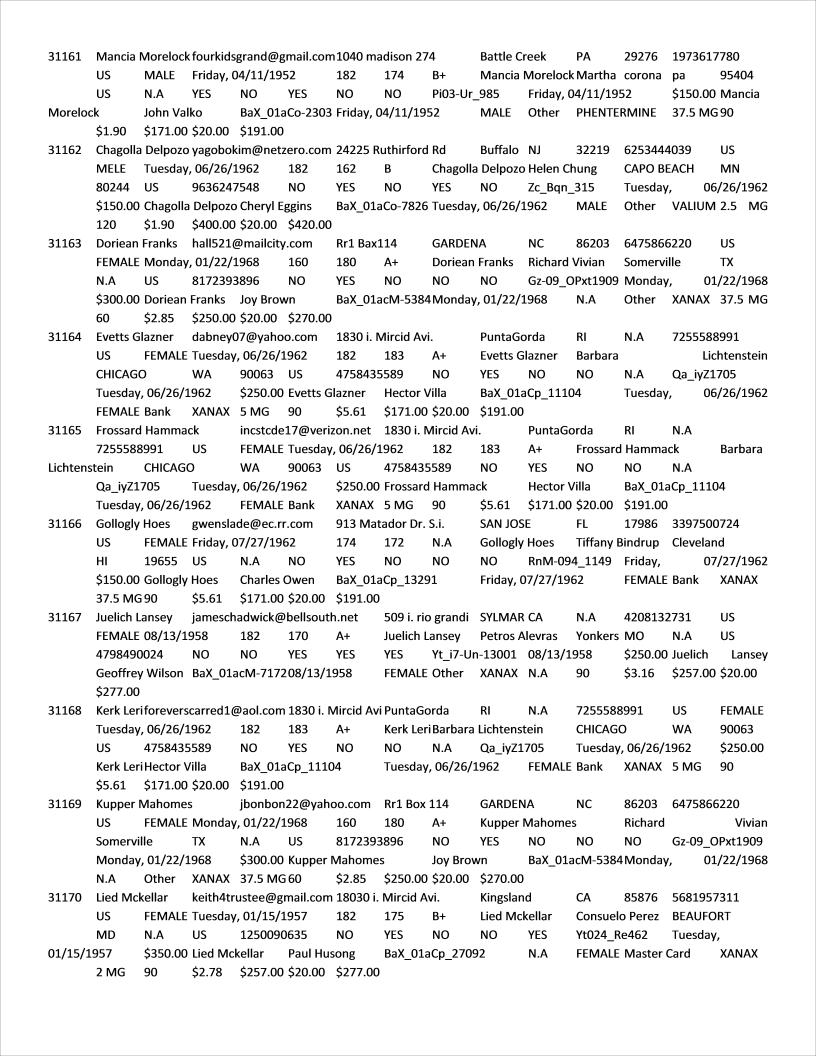 31161 Mancia Morelock fourkidsgrand@gmail.com 1040 madison 274 Battle Creek PA 29276 1973617780
US MALE Friday, 04/11/1952 182 174 B+ Mancia Morelock Martha corona pa 95404
US N.A YES NO YES NO NO Pi03-Ur_985 Friday, 04/11/1952 $150.00 Mancia
Morelock John Valko BaX_01aCo-2303 Friday, 04/11/1952 MALE Other PHENTERMINE 37.5 MG 90
$1.90 $171.00 $20.00 $191.00
31162 Chagolla Delpozo yagobokim@netzero.com 24225 Ruthirford Rd Buffalo NJ 32219 6253444039 US
MELE Tuesday, 06/26/1962 182 162 B Chagolla Delpozo Helen Chung CAPO BEACH MN
80244 US 9636247548 NO YES NO YES NO Zc_Bqn_315 Tuesday, 06/26/1962
$150.00 Chagolla Delpozo Cheryl Eggins BaX_01aCo-7826 Tuesday, 06/26/1962 MALE Other VALIUM 2.5 MG
120 $1.90 $400.00 $20.00 $420.00
31163 Doriean Franks hall521@mailcity.com Rr1 Bax114 GARDENA NC 86203 6475866220 US
FEMALE Monday, 01/22/1968 160 180 A+ Doriean Franks Richard Vivian Somerville TX
N.A US 8172393896 NO YES NO NO NO Gz-09_OPxt1909 Monday, 01/22/1968
$300.00 Doriean Franks Joy Brown BaX_01acM-5384 Monday, 01/22/1968 N.A Other XANAX 37.5 MG
60 $2.85 $250.00 $20.00 $270.00
31164 Evetts Glazner dabney07@yahoo.com 1830 i. Mircid Avi. PuntaGorda RI N.A 7255588991
US FEMALE Tuesday, 06/26/1962 182 183 A+ Evetts Glazner Barbara Lichtenstein
CHICAGO WA 90063 US 4758435589 NO YES NO NO N.A Qa_iyZ1705
Tuesday, 06/26/1962 $250.00 Evetts Glazner Hector Villa BaX_01aCp_11104 Tuesday, 06/26/1962
FEMALE Bank XANAX 5 MG 90 $5.61 $171.00 $20.00 $191.00
31165 Frossard Hammack incstcde17@verizon.net 1830 i. Mircid Avi. PuntaGorda RI N.A
7255588991 US FEMALE Tuesday, 06/26/1962 182 183 A+ Frossard Hammack Barbara
Lichtenstein CHICAGO WA 90063 US 4758435589 NO YES NO NO N.A
Qa_iyZ1705 Tuesday, 06/26/1962 $250.00 Frossard Hammack Hector Villa BaX_01aCp_11104
Tuesday, 06/26/1962 FEMALE Bank XANAX 5 MG 90 $5.61 $171.00 $20.00 $191.00
31166 Gollogly Hoes gwenslade@ec.rr.com 913 Matador Dr. S.i. SAN JOSE FL 17986 3397500724
US FEMALE Friday, 07/27/1962 174 172 N.A Gollogly Hoes Tiffany Bindrup Cleveland
HI 19655 US N.A NO YES NO NO NO RnM-094_1149 Friday, 07/27/1962
$150.00 Gollogly Hoes Charles Owen BaX_01aCp_13291 Friday, 07/27/1962 FEMALE Bank XANAX
37.5 MG 90 $5.61 $171.00 $20.00 $191.00
31167 Juelich Lansey jameschadwick@bellsouth.net 509 i. rio grandi SYLMAR CA N.A 4208132731 US
FEMALE 08/13/1958 182 170 A+ Juelich Lansey Petros Alevras Yonkers MO N.A US
4798490024 NO NO YES YES YES Yt_i7-Un-13001 08/13/1958 $250.00 Juelich Lansey
Geoffrey Wilson BaX_01acM-7172 08/13/1958 FEMALE Other XANAX N.A 90 $3.16 $257.00 $20.00
$277.00
31168 Kerk Leri foreverscarred1@aol.com 1830 i. Mircid Avi PuntaGorda RI N.A 7255588991 US FEMALE
Tuesday, 06/26/1962 182 183 A+ Kerk Leri Barbara Lichtenstein CHICAGO WA 90063
US 4758435589 NO YES NO NO N.A Qa_iyZ1705 Tuesday, 06/26/1962 $250.00
Kerk Leri Hector Villa BaX_01aCp_11104 Tuesday, 06/26/1962 FEMALE Bank XANAX 5 MG 90
$5.61 $171.00 $20.00 $191.00
31169 Kupper Mahomes jbonbon22@yahoo.com Rr1 Box 114 GARDENA NC 86203 6475866220
US FEMALE Monday, 01/22/1968 160 180 A+ Kupper Mahomes Richard Vivian
Somerville TX N.A US 8172393896 NO YES NO NO NO Gz-09_OPxt1909
Monday, 01/22/1968 $300.00 Kupper Mahomes Joy Brown BaX_01acM-5384 Monday, 01/22/1968
N.A Other XANAX 37.5 MG 60 $2.85 $250.00 $20.00 $270.00
31170 Lied Mckellar keith4trustee@gmail.com 18030 i. Mircid Avi. Kingsland CA 85876 5681957311
US FEMALE Tuesday, 01/15/1957 182 175 B+ Lied Mckellar Consuelo Perez BEAUFORT
MD N.A US 1250090635 NO YES NO NO YES Yt024_Re462 Tuesday,
01/15/1957 $350.00 Lied Mckellar Paul Husong BaX_01aCp_27092 N.A FEMALE Master Card XANAX
2 MG 90 $2.78 $257.00 $20.00 $277.00